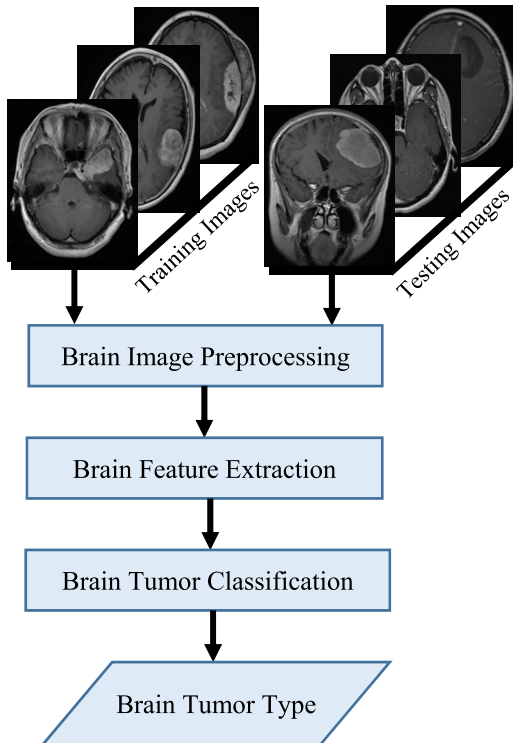 Training Images
Testing Images
Brain Image Preprocessing
Brain Feature Extraction
Brain Tumor Classification
Brain Tumor Type